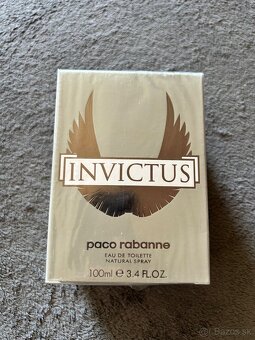 INVICTUS
paco rabanne
EAU DE TOILETTE
NATURAL SPRAY
100ml ℮ 3.4 FL.OZ.
Bazos.sk